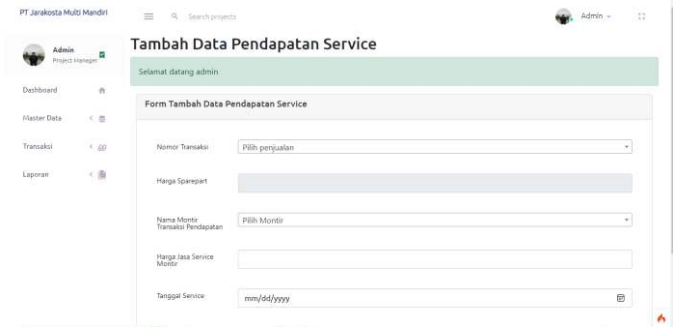 PT Jarakosta Multi Mandiri
Search projects
Admin
Admin
Project Manager
Tambah Data Pendapatan Service
Selamat datang admin
Dashboard
Master Data
Transaksi
Laporan
Form Tambah Data Pendapatan Service
Nomor Transaksi
Pilih penjualan
Harga Sparepart
Nama Montir
Transaksi Pendapatan
Pilih Montir
Harga Jasa Service
Montir
Tanggal Service
mm/dd/yyyy